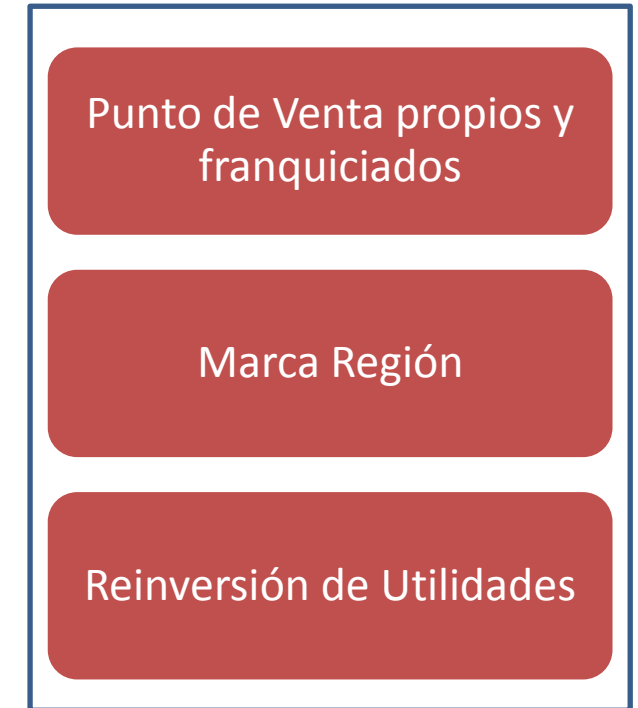 Punto de Venta propios y
franquiciados
Marca Región
Reinversión de Utilidades